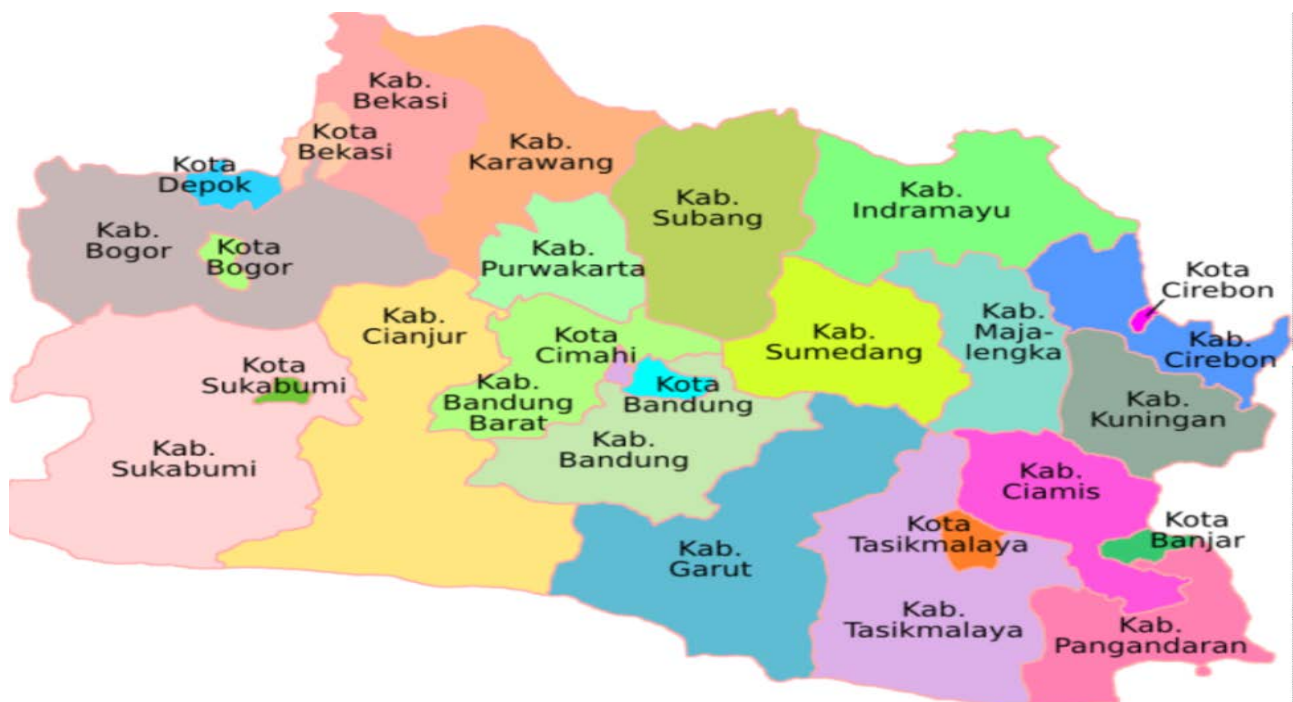 Kab.
Bekasi
Kota
Bekasi
Kab.
Karawang
Kota
Depok
Kab.
Bogor
Kota
Bogor
Kab.
Subang
Kab.
Indramayu
Kab.
Purwakarta
Kota
Cirebon
Kab.
Cirebon
Kab.
Cianjur
Kota
Cimahi
Kab.
Sumedang
Kab.
Maja-
lengka
Kota
Sukabumi
Kab.
Bandung
Barat
Kota
Bandung
Kab.
Kuningan
Kab.
Sukabumi
Kab.
Bandung
Kab.
Ciamis
Kota
Banjar
Kota
Tasikmalaya
Kab.
Garut
Kab.
Tasikmalaya
Kab.
Pangandaran